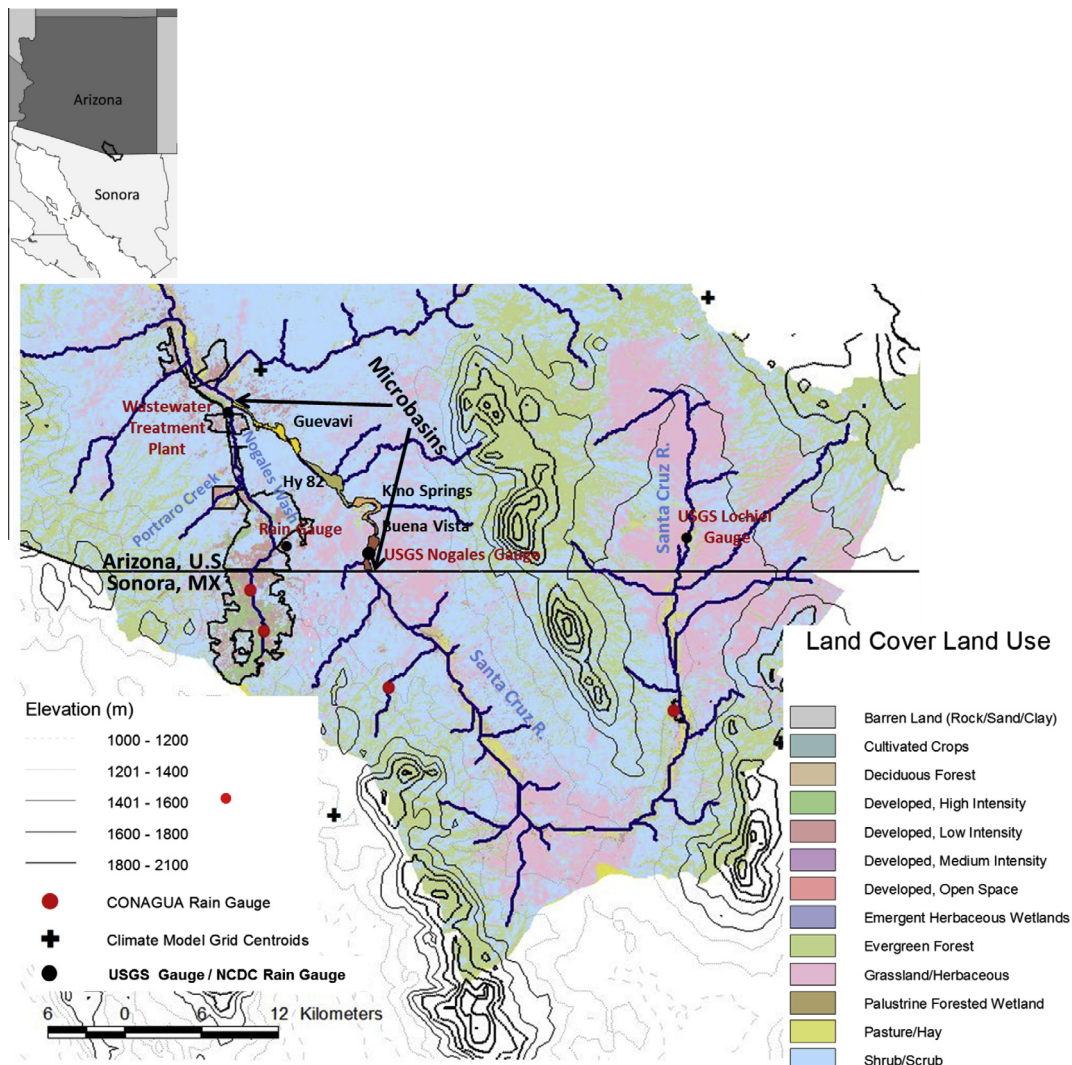 Arizona
Sonora
Microbasins
Wastewater
Treatment
Plant
Guevavi
Nogales Wash
Hy 82
Kino Springs
Portraro Creek
Rain Gauge
Buena Vista
USGS Nogales Gauge
Santa Cruz R.
USGS Lochiel
Gauge
Arizona, U.S.
Sonora, MX
Santa Cruz R.
Elevation (m)
1000 - 1200
1201 - 1400
1401 - 1600
1600 - 1800
1800 - 2100
CONAGUA Rain Gauge
Climate Model Grid Centroids
USGS Gauge / NCDC Rain Gauge
6 0 6 12 Kilometers
Land Cover Land Use
Barren Land (Rock/Sand/Clay)
Cultivated Crops
Deciduous Forest
Developed, High Intensity
Developed, Low Intensity
Developed, Medium Intensity
Developed, Open Space
Emergent Herbaceous Wetlands
Evergreen Forest
Grassland/Herbaceous
Palustrine Forested Wetland
Pasture/Hay
Shrub/Scrub